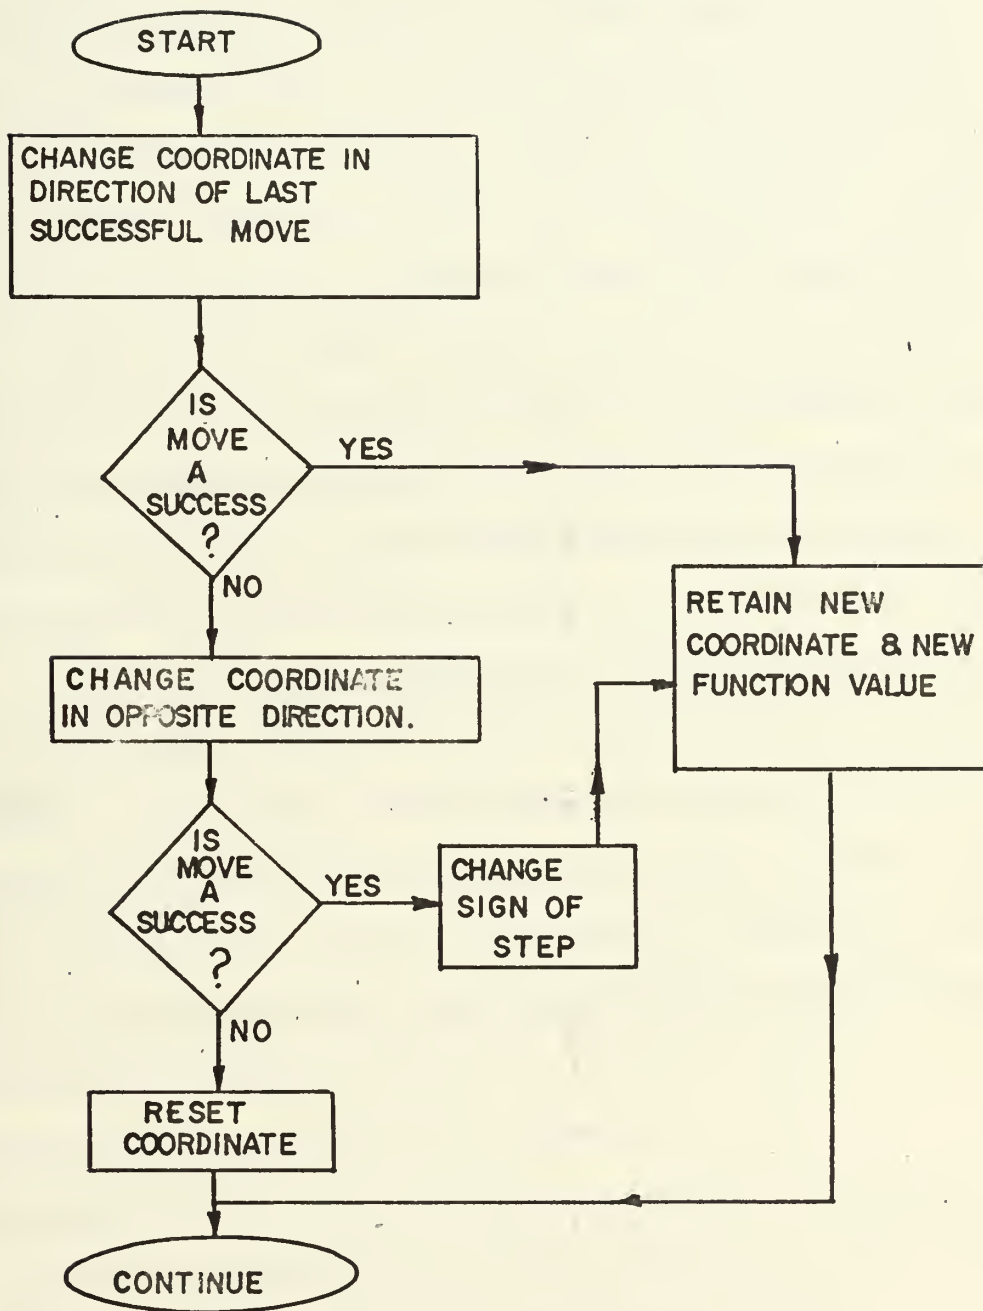 START
CHANGE COORDINATE IN
DIRECTION OF LAST
SUCCESSFUL MOVE
IS
MOVE
A
SUCCESS
?
YES
NO
RETAIN NEW
COORDINATE & NEW
FUNCTION VALUE
CHANGE COORDINATE
IN OPPOSITE DIRECTION.
IS
MOVE
A
SUCCESS
?
YES
CHANGE
SIGN OF
STEP
NO
RESET
COORDINATE
CONTINUE